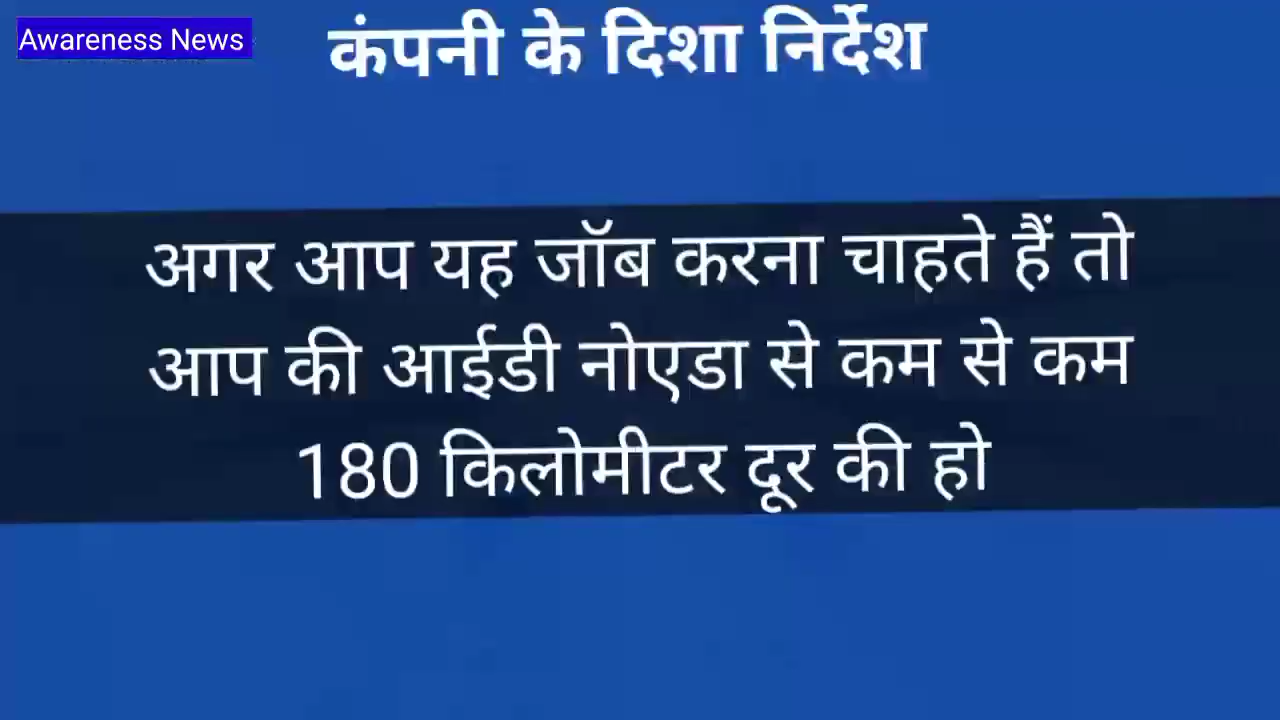 Awareness News
कंपनी के दिशा निर्देश
अगर आप यह जॉब करना चाहते हैं तो
आप की आईडी नोएडा से कम से कम
180 किलोमीटर दूर की हो